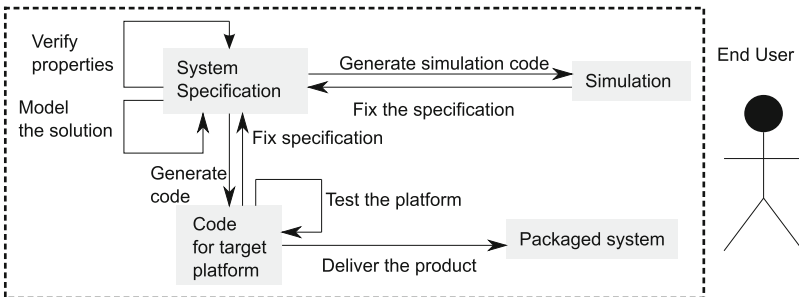 Verify
properties
System
Specification
Generate simulation code
Simulation
End User
Model
the solution
Fix the specification
Fix specification
Generate
code
Test the platform
Code
for target
platform
Packaged system
Deliver the product